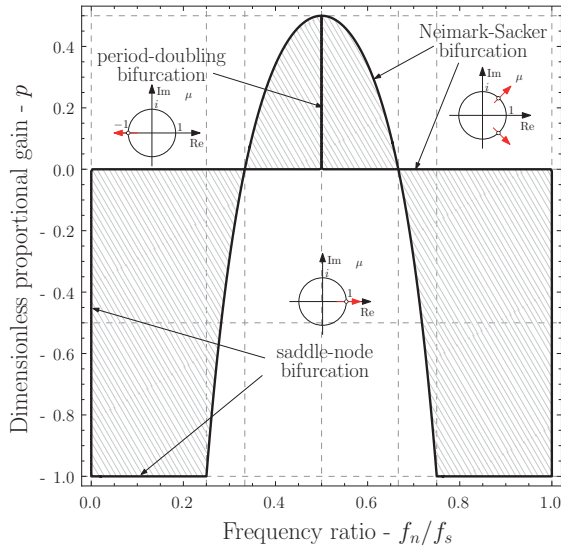 0.4
0.2
0.0
- 0.2
- 0.4
- 0.6
- 0.8
- 1.0
Dimensionless proportional gain - p
0.0
0.2
0.4
0.6
0.8
1.0
Frequency ratio - fn/fs
period-doubling
bifurcation
Im
μ
i
−1
1
Re
Neimark-Sacker
bifurcation
Im
μ
i
1
Re
Im
μ
i
1
Re
saddle-node
bifurcation